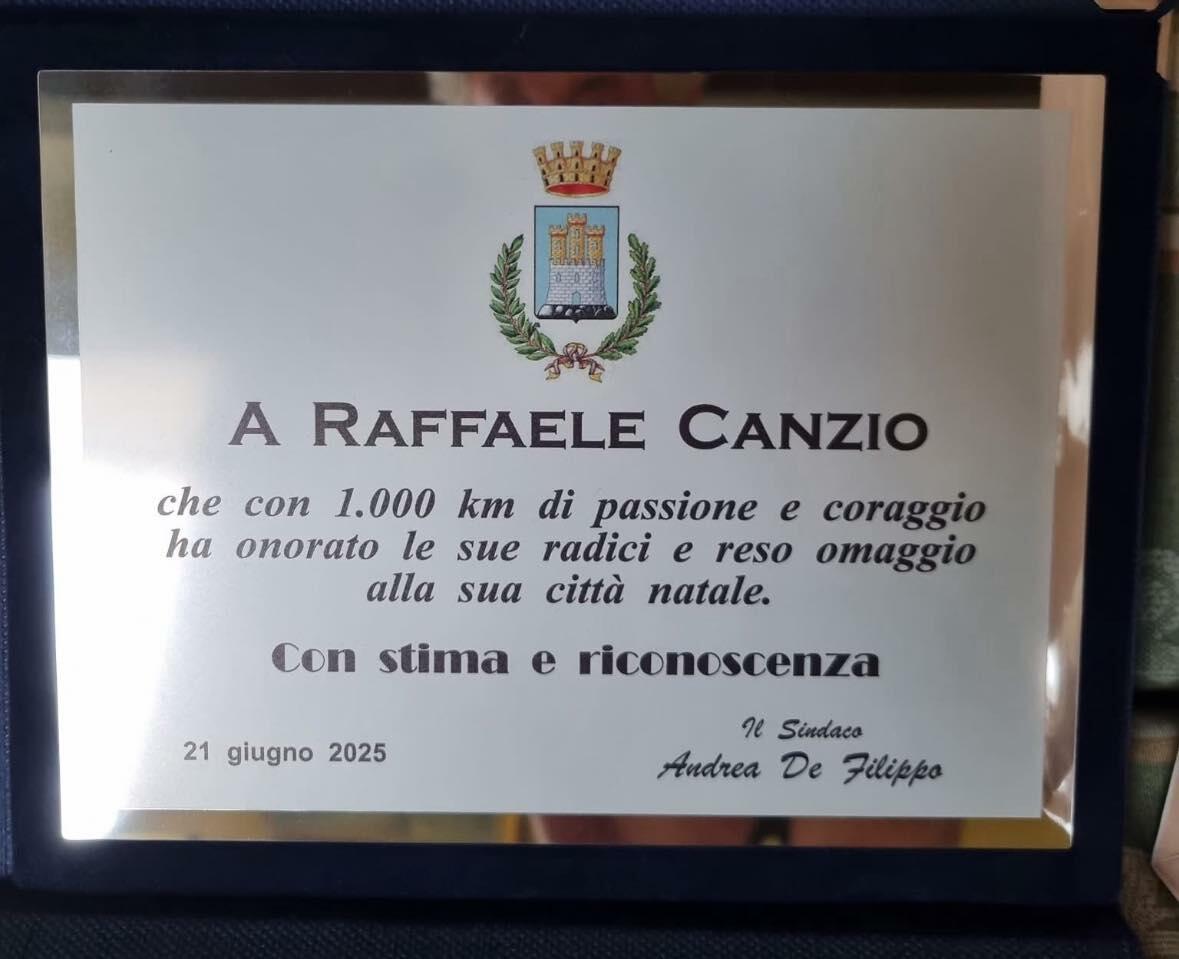 A RAFFAELE CANZIO
che con 1.000 km di passione e coraggio
ha onorato le sue radici e reso omaggio
alla sua città natale.
Con stima e riconoscenza
21 giugno 2025
Il Sindaco
Andrea De Filippo